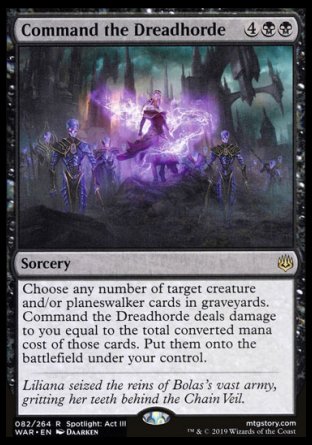 Command the Dreadhorde 4
Sorcery
Choose any number of target creature
and/or planeswalker cards in graveyards.
Command the Dreadhorde deals damage
to you equal to the total converted mana
cost of those cards. Put them onto the
battlefield under your control.
Liliana seized the reins of Bolas's vast army,
gritting her teeth behind the Chain Veil.
082/264 R Spotlight: Act III mtgstory.com
WAR • EN DAARKEN ™ & © 2019 Wizards of the Coast